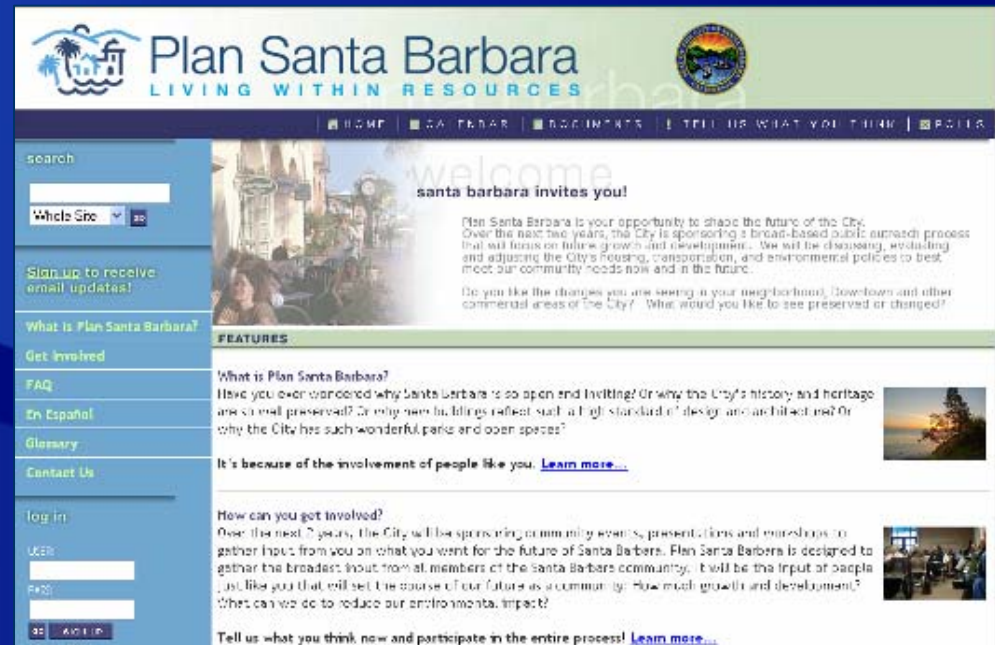 Plan Santa Barbara
LIVING WITHIN RESOURCES
HOME | CALENDAR | DOCUMENTS | TELL US WHAT YOU THINK | POLLS
search
Whole Site
GO
Sign up to receive
email updates!
What Is Plan Santa Barbara?
Get Involved
FAQ
En Español
Glossary
Contact Us
log in
USER:
PASS:
GO SIGN UP
welcome
santa barbara invites you!
Plan Santa Barbara is your opportunity to shape the future of the City.
Over the next two years, the City is sponsoring a broad-based public outreach process
that will focus on future growth and development. We will be discussing, evaluating
and adjusting the City's housing, transportation, and environmental policies to best
meet our community needs now and in the future.
Do you like the changes you are seeing in your neighborhood, Downtown and other
commercial areas of the City? What would you like to see preserved or changed?
FEATURES
What is Plan Santa Barbara?
Have you ever wondered why Santa Barbara is so open and inviting? Or why the City's history and heritage
are so well preserved? Or why new buildings reflect such a high standard of design and architecture? Or
why the City has such wonderful parks and open spaces?
It's because of the involvement of people like you. Learn more...
How can you get involved?
Over the next 2 years, the City will be sponsoring community events, presentations and workshops to
gather input from you on what you want for the future of Santa Barbara. Plan Santa Barbara is designed to
gather the broadest input from all members of the Santa Barbara community. It will be the input of people
just like you that will set the course of our future as a community: How much growth and development?
What can we do to reduce our environmental impact?
Tell us what you think now and participate in the entire process! Learn more...